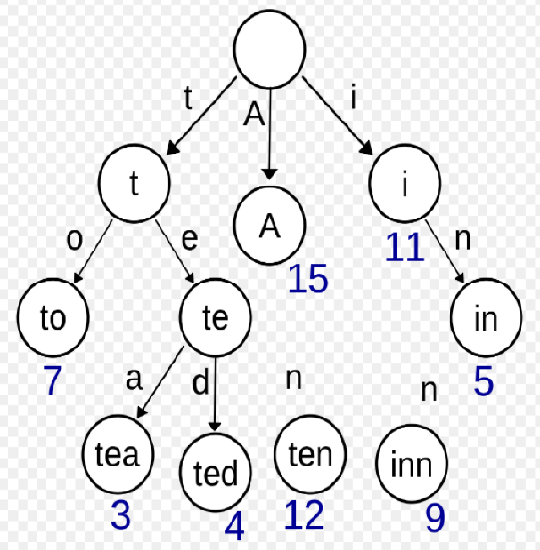 t A i
t A i
15 11
o e n
to te in
7 5
a d n n
tea ted ten inn
3 4 12 9